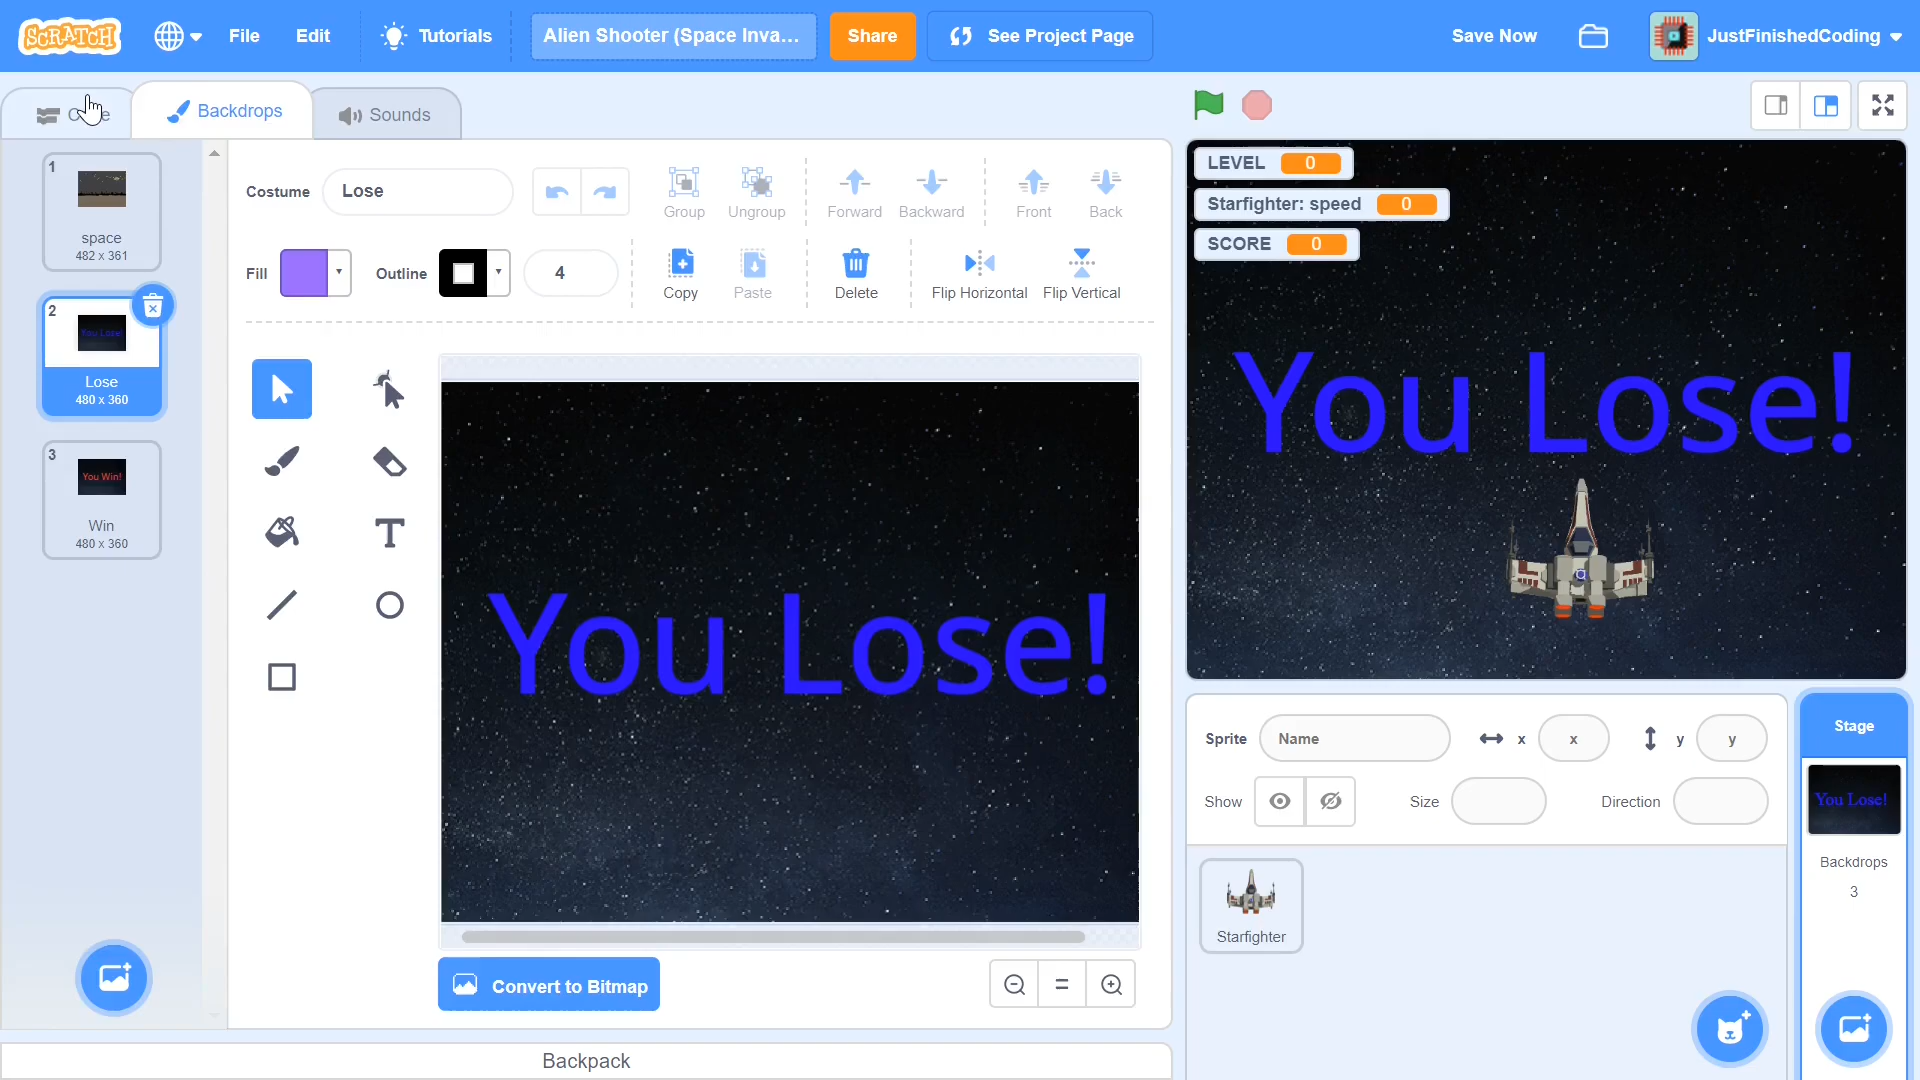 SCRATCH
File
Edit
Tutorials
Alien Shooter (Space Inva...
Share
See Project Page
Save Now
JustFinishedCoding
Backdrops
Sounds
1
space
482 x 361
2
You Lose!
Lose
480 x 360
3
You Win!
Win
480 x 360
Costume
Lose
Group
Ungroup
Forward
Backward
Front
Back
Fill
Outline
4
Copy
Paste
Delete
Flip Horizontal
Flip Vertical
You Lose!
Convert to Bitmap
Backpack
LEVEL 0
Starfighter: speed 0
SCORE 0
You Lose!
Sprite
Name
x
x
y
y
Show
Size
Direction
Starfighter
Stage
You Lose!
Backdrops
3